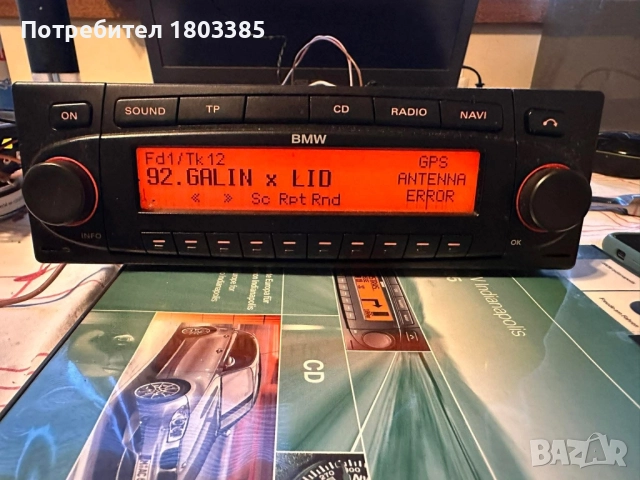 Потребител 1803385
ON
SOUND
TP
CD
RADIO
NAVI
BMW
Fd1/Tk12
GPS
92.GALIN x LID
ANTENNA
« » Sc Rpt Rnd
ERROR
INFO
OK
Indianapolis
CD
BAZAR